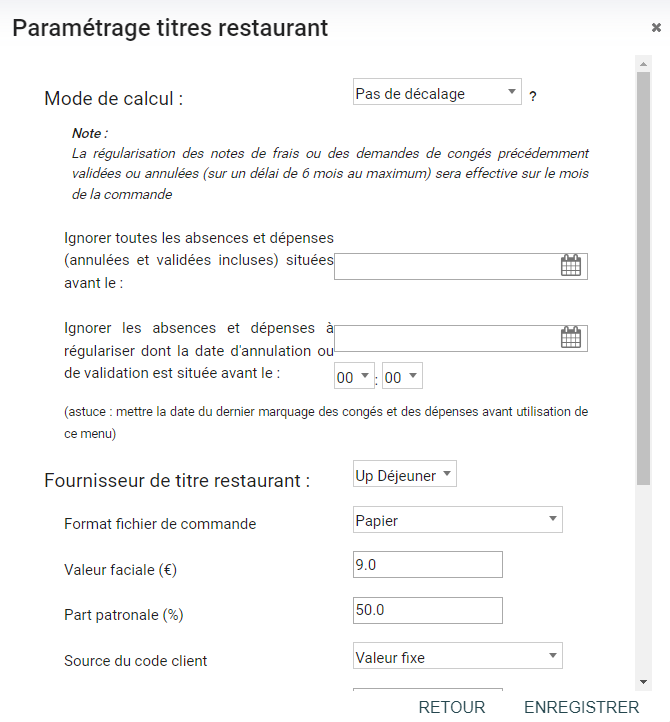 Paramétrage titres restaurant
Mode de calcul :
Pas de décalage
?
Note :
La régularisation des notes de frais ou des demandes de congés précédemment
validées ou annulées (sur un délai de 6 mois au maximum) sera effective sur le mois
de la commande
Ignorer toutes les absences et dépenses
(annulées et validées incluses) situées
avant le :
Ignorer les absences et dépenses à
régulariser dont la date d'annulation ou
de validation est située avant le :
00 : 00
(astuce : mettre la date du dernier marquage des congés et des dépenses avant utilisation de
ce menu)
Fournisseur de titre restaurant :
Up Déjeuner
Format fichier de commande
Papier
Valeur faciale (€)
9.0
Part patronale (%)
50.0
Source du code client
Valeur fixe
RETOUR
ENREGISTRER